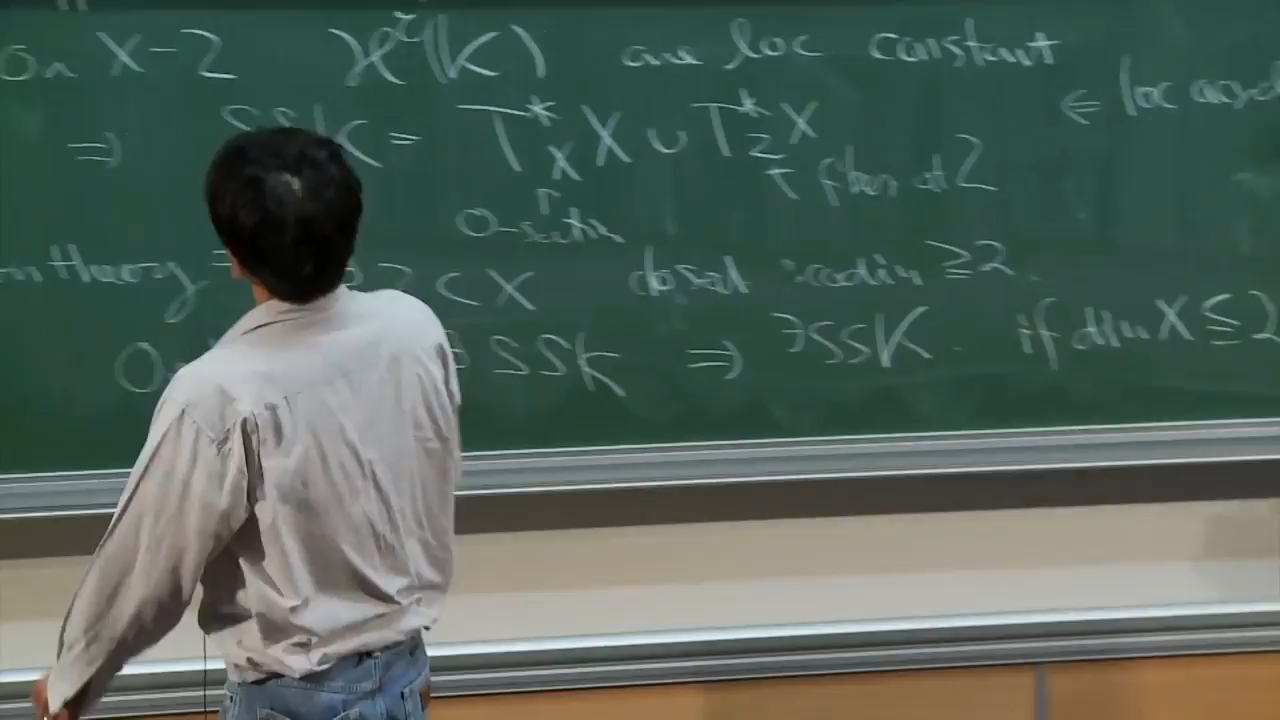 On X-Z ℋ^q(K) are loc constant
⇒ SSK = T*_X X ∪ T*_Z X ⇐ loc
↑ fiber at Z
0-section
theory Z ⊂ X closed codim ≥2.
On SSK ⇒ ∃SSK. if dim X ≤ 2